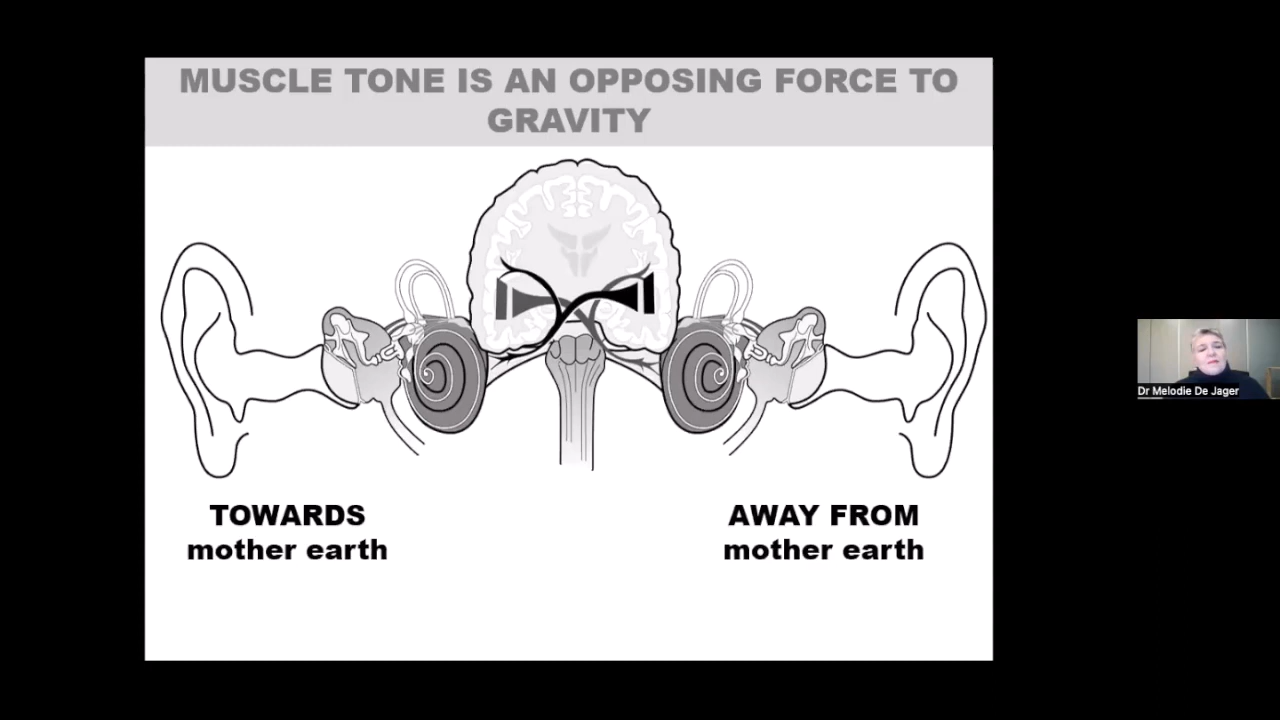 MUSCLE TONE IS AN OPPOSING FORCE TO
GRAVITY
TOWARDS
mother earth
AWAY FROM
mother earth
Dr Melodie De Jager